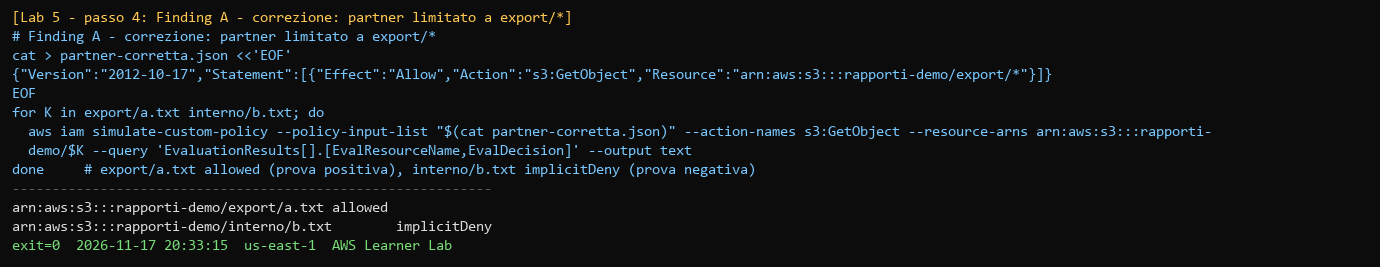 [Lab 5 - passo 4: Finding A - correzione: partner limitato a export/*]
# Finding A - correzione: partner limitato a export/*
cat > partner-corretta.json <<'EOF'
{"Version":"2012-10-17","Statement":[{"Effect":"Allow","Action":"s3:GetObject","Resource":"arn:aws:s3:::rapporti-demo/export/*"}]}
EOF
for K in export/a.txt interno/b.txt; do
  aws iam simulate-custom-policy --policy-input-list "$(cat partner-corretta.json)" --action-names s3:GetObject --resource-arns arn:aws:s3:::rapporti-
  demo/$K --query 'EvaluationResults[].[EvalResourceName,EvalDecision]' --output text
done     # export/a.txt allowed (prova positiva), interno/b.txt implicitDeny (prova negativa)
------------------------------------------------------------
arn:aws:s3:::rapporti-demo/export/a.txt allowed
arn:aws:s3:::rapporti-demo/interno/b.txt        implicitDeny
exit=0  2026-11-17 20:33:15  us-east-1  AWS Learner Lab